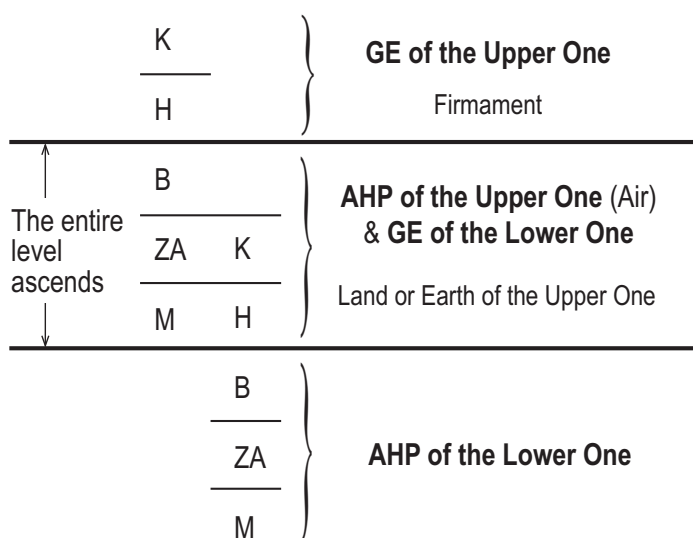 K
GE of the Upper One
H
Firmament
B
AHP of the Upper One (Air)
& GE of the Lower One
The entire
level
ascends
ZA K
Land or Earth of the Upper One
M H
B
ZA
AHP of the Lower One
M